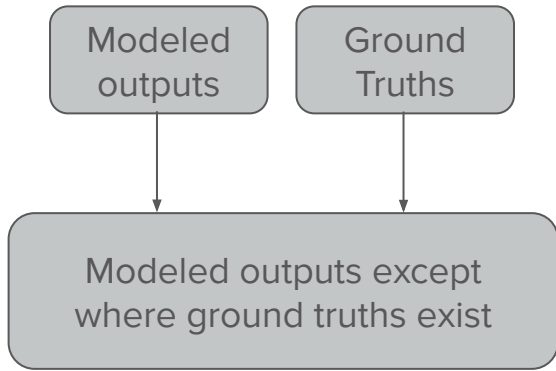 Modeled
outputs
Ground
Truths
Modeled outputs except
where ground truths exist